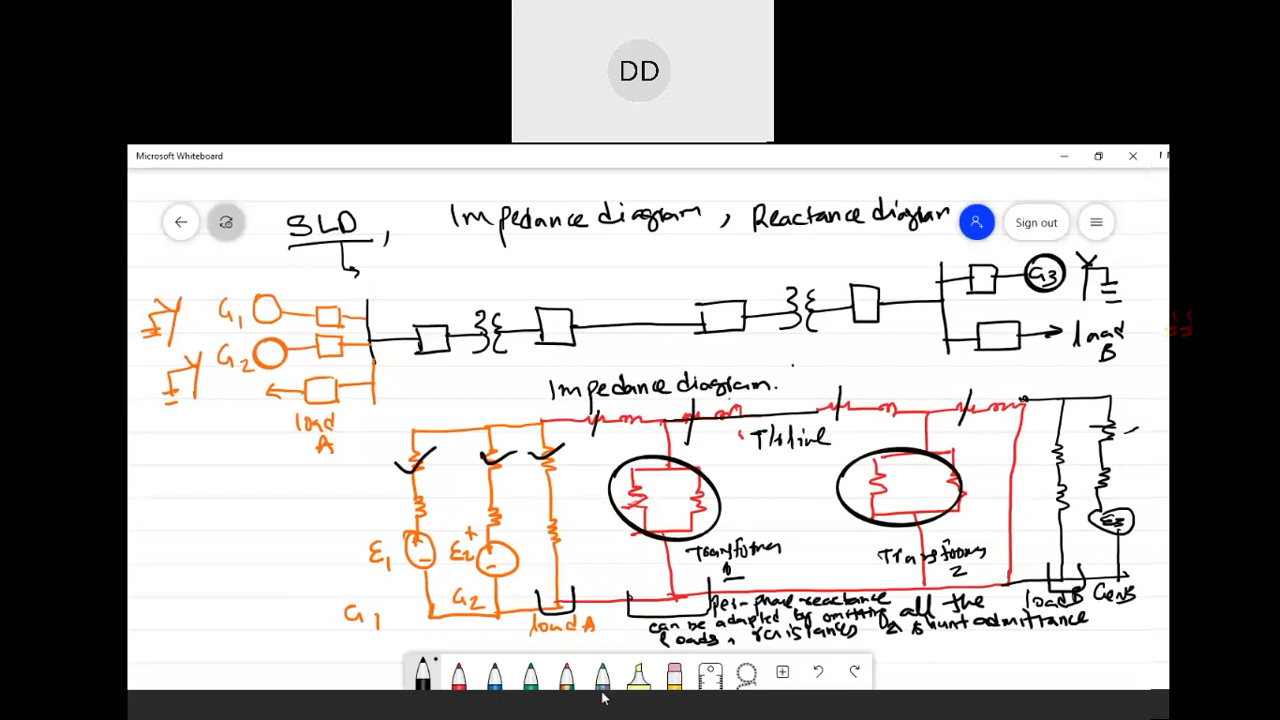 DD
Microsoft Whiteboard
SLD, Impedance diagram, Reactance diagram
Sign out
G1
G2
G3
load
A
load
B
Impedance diagram.
T/s line
E1
E2
+
-
+
-
E3
G1
G2
load A
Transformer
1
Transformer
2
load B
Gen3
per-phase reactance
can be adapted by omitting all the
loads, resistances & shunt admittance